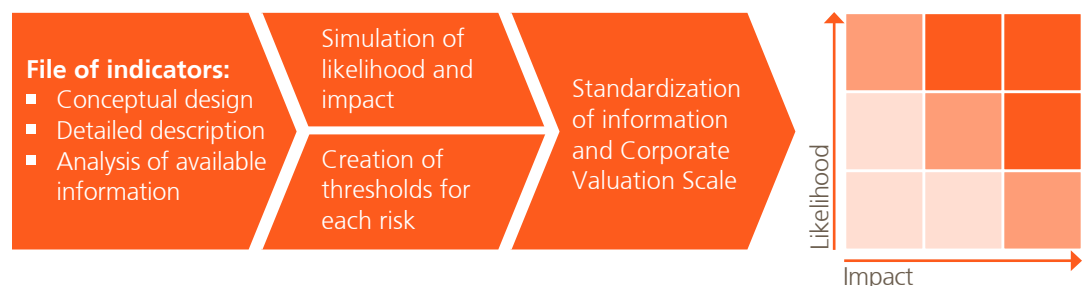 File of indicators:
Conceptual design
Detailed description
Analysis of available
information
Simulation of
likelihood and
impact
Creation of
thresholds for
each risk
Standardization
of information
and Corporate
Valuation Scale
Likelihood
Impact